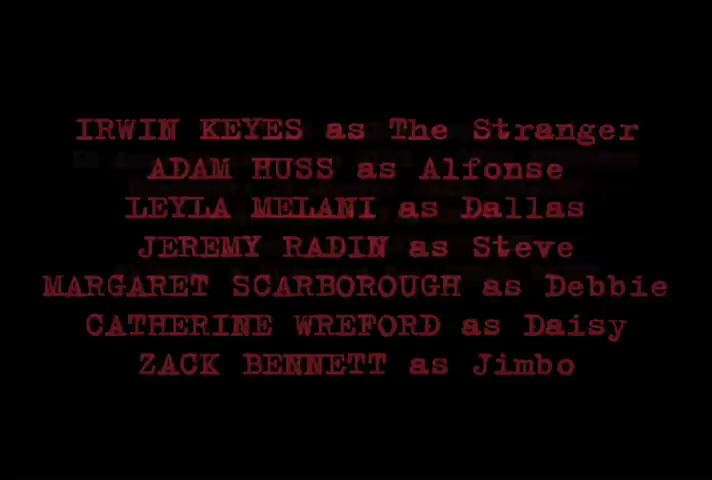 IRWIN KEYES as The Stranger
ADAM HUSS as Alfonse
LEYLA MELANI as Dallas
JEREMY RADIN as Steve
MARGARET SCARBOROUGH as Debbie
CATHERINE WREFORD as Daisy
ZACK BENNETT as Jimbo